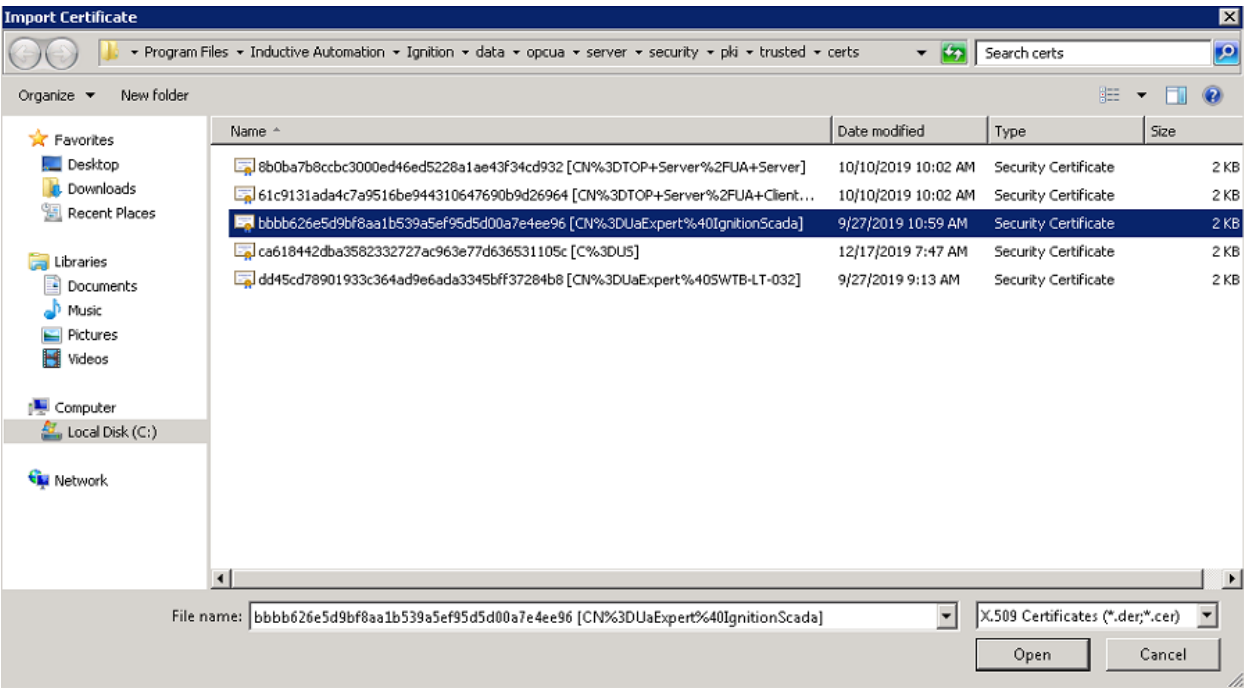 Import Certificate
Program Files Inductive Automation Ignition data opcua server security pki trusted certs Search certs
Organize New folder
Favorites
Desktop
Downloads
Recent Places
Libraries
Documents
Music
Pictures
Videos
Computer
Local Disk (C:)
Network
Name Date modified Type Size
8b0ba7b8ccbc3000ed46ed5228a1ae43f34cd932 [CN%3DTOP+Server%2FUA+Server] 10/10/2019 10:02 AM Security Certificate 2 KB
61c9131ada4c7a9516be944310647690b9d26964 [CN%3DTOP+Server%2FUA+Client... 10/10/2019 10:02 AM Security Certificate 2 KB
bbbb626e5d9bf8aa1b539a5ef95d5d00a7e4ee96 [CN%3DUaExpert%40IgnitionScada] 9/27/2019 10:59 AM Security Certificate 2 KB
ca618442dba3582332727ac963e77d636531105c [C%3DUS] 12/17/2019 7:47 AM Security Certificate 2 KB
dd45cd78901933c364ad9e6ada3345bff37284b8 [CN%3DUaExpert%40SWTB-LT-032] 9/27/2019 9:13 AM Security Certificate 2 KB
File name: bbbb626e5d9bf8aa1b539a5ef95d5d00a7e4ee96 [CN%3DUaExpert%40IgnitionScada] X.509 Certificates (*.der;*.cer)
Open Cancel